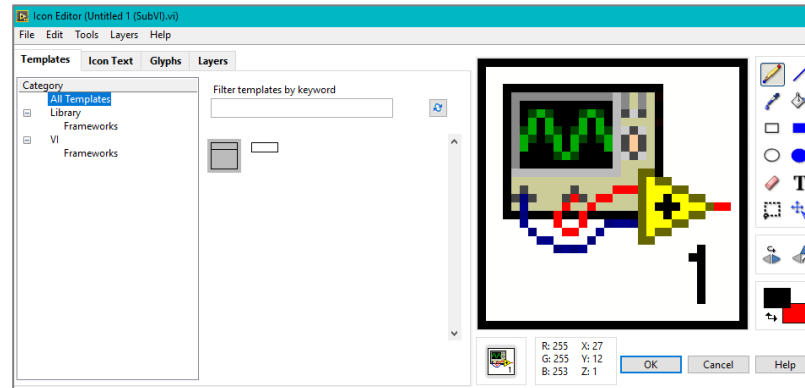 Icon Editor (Untitled 1 (SubVI).vi)
File Edit Tools Layers Help
Templates Icon Text Glyphs Layers
Category
All Templates
Library
Frameworks
VI
Frameworks
Filter templates by keyword
1
T
R: 255 X: 27
G: 255 Y: 12
B: 253 Z: 1
1
OK Cancel Help